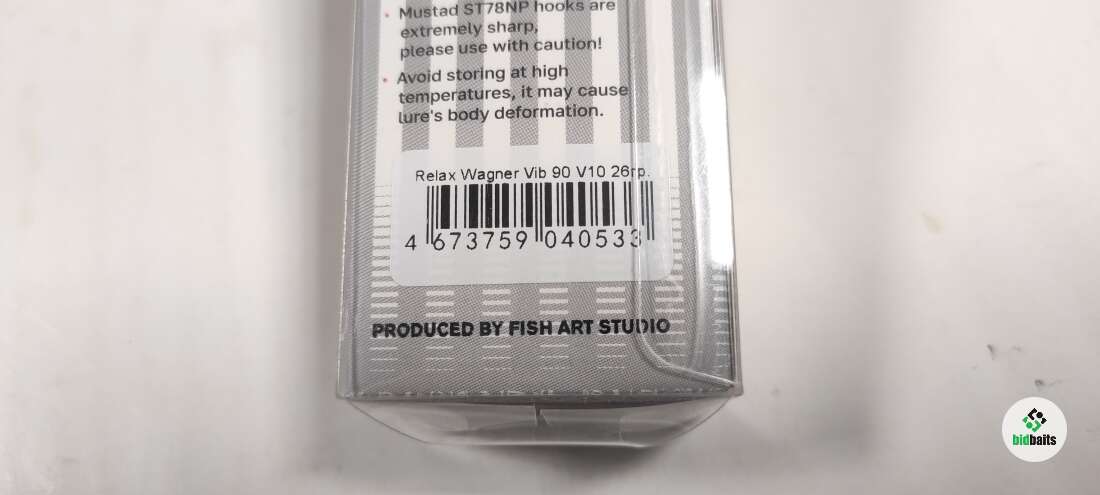 Mustad ST78NP hooks are
extremely sharp,
please use with caution!
Avoid storing at high
temperatures, it may cause
lure's body deformation.
Relax Wagner Vib 90 V10 26гр.
4 673759 040533
PRODUCED BY FISH ART STUDIO
bidbaits